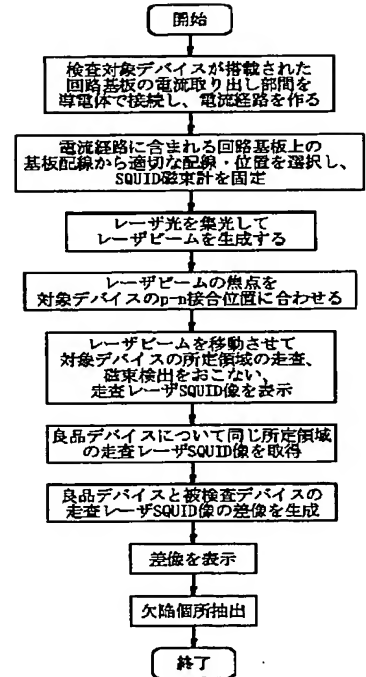 開始
検査対象デバイスが搭載された
回路基板の電流取り出し部間を
導電体で接続し、電流経路を作る
電流経路に含まれる回路基板上の
基板配線から適切な配線・位置を選択し、
SQUID磁束計を固定
レーザ光を集光して
レーザビームを生成する
レーザビームの焦点を
対象デバイスのp-n接合位置に合わせる
レーザビームを移動させて
対象デバイスの所定領域の走査、
磁束検出をおこない、
走査レーザSQUID像を表示
良品デバイスについて同じ所定領域
の走査レーザSQUID像を取得
良品デバイスと被検査デバイスの
走査レーザSQUID像の差像を生成
差像を表示
欠陥個所抽出
終了